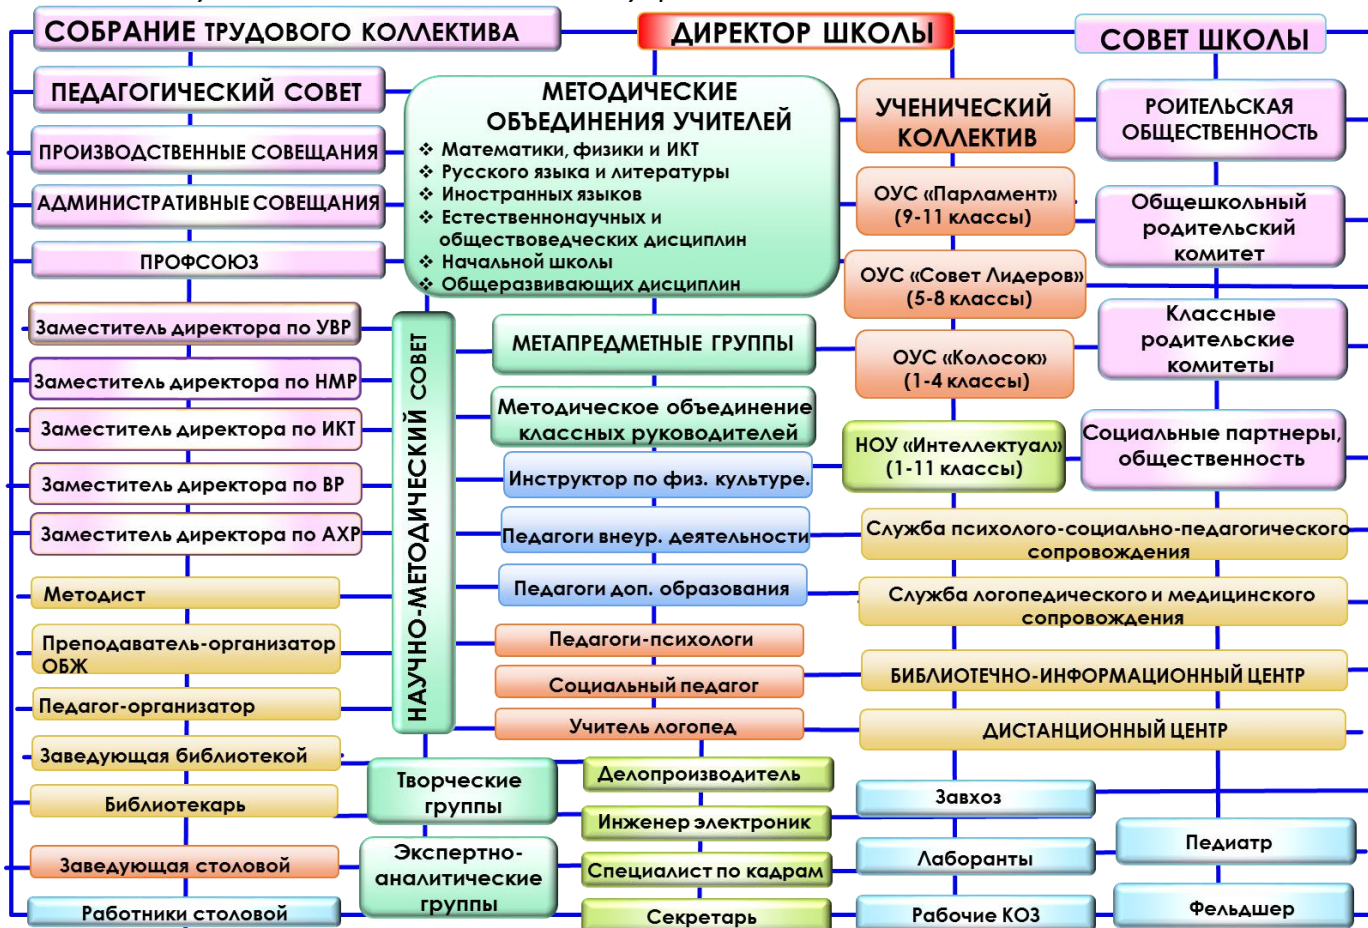 СОБРАНИЕ ТРУДОВОГО КОЛЛЕКТИВА
ДИРЕКТОР ШКОЛЫ
СОВЕТ ШКОЛЫ
ПЕДАГОГИЧЕСКИЙ СОВЕТ
ПРОИЗВОДСТВЕННЫЕ СОВЕЩАНИЯ
АДМИНИСТРАТИВНЫЕ СОВЕЩАНИЯ
ПРОФСОЮЗ
Заместитель директора по УВР
Заместитель директора по НМР
Заместитель директора по ИКТ
Заместитель директора по ВР
Заместитель директора по АХР
Методист
Преподаватель-организатор
ОБЖ
Педагог-организатор
Заведующая библиотекой
Библиотекарь
Заведующая столовой
Работники столовой
МЕТОДИЧЕСКИЕ
ОБЪЕДИНЕНИЯ УЧИТЕЛЕЙ
❖ Математики, физики и ИКТ
❖ Русского языка и литературы
❖ Иностранных языков
❖ Естественнонаучных и
обществоведческих дисциплин
❖ Начальной школы
❖ Общеразвивающих дисциплин
НАУЧНО-МЕТОДИЧЕСКИЙ СОВЕТ
Творческие
группы
Экспертно-
аналитические
группы
МЕТАПРЕДМЕТНЫЕ ГРУППЫ
Методическое объединение
классных руководителей
Инструктор по физ. культуре.
Педагоги внеур. деятельности
Педагоги доп. образования
Педагоги-психологи
Социальный педагог
Учитель логопед
Делопроизводитель
Инженер электроник
Специалист по кадрам
Секретарь
УЧЕНИЧЕСКИЙ
КОЛЛЕКТИВ
ОУС «Парламент»
(9-11 классы)
ОУС «Совет Лидеров»
(5-8 классы)
ОУС «Колосок»
(1-4 классы)
НОУ «Интеллектуал»
(1-11 классы)
РОИТЕЛЬСКАЯ
ОБЩЕСТВЕННОСТЬ
Общешкольный
родительский
комитет
Классные
родительские
комитеты
Социальные партнеры,
общественность
Служба психолого-социально-педагогического
сопровождения
Служба логопедического и медицинского
сопровождения
БИБЛИОТЕЧНО-ИНФОРМАЦИОННЫЙ ЦЕНТР
ДИСТАНЦИОННЫЙ ЦЕНТР
Завхоз
Лаборанты
Рабочие КОЗ
Педиатр
Фельдшер